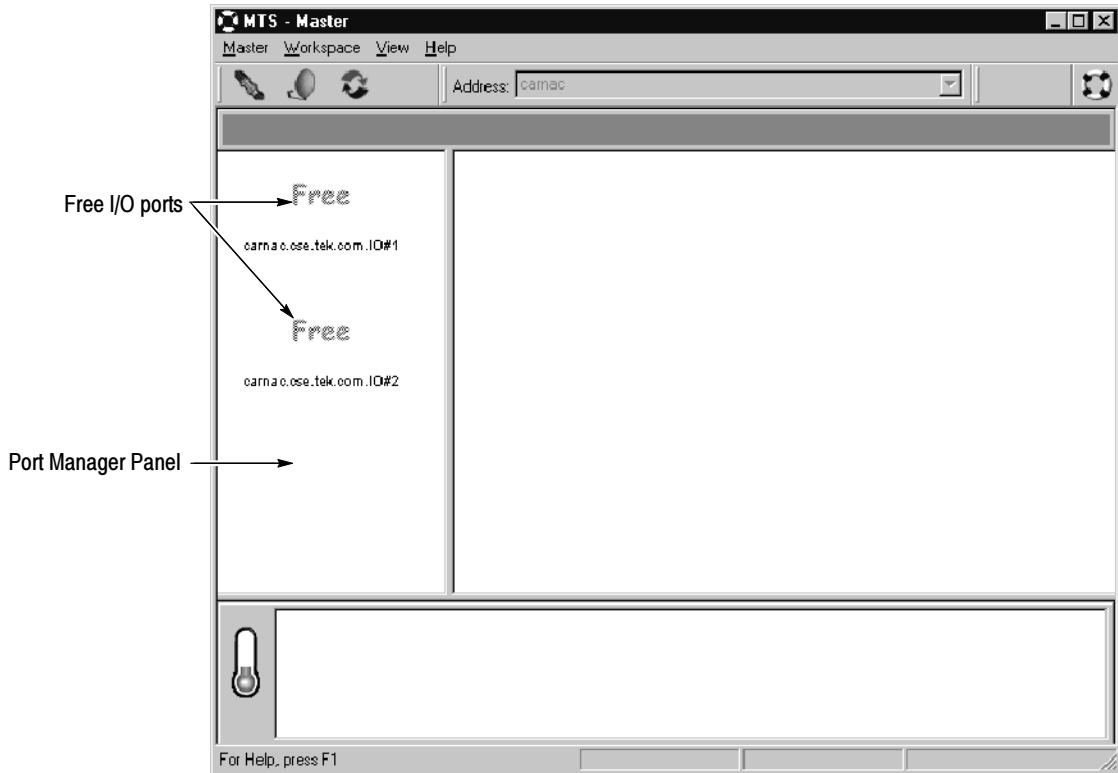 MTS - Master
Master Workspace View Help
Address: carnac
Free I/O ports
Free
carnac.cse.tek.com.IO#1
Free
carnac.cse.tek.com.IO#2
Port Manager Panel
For Help, press F1